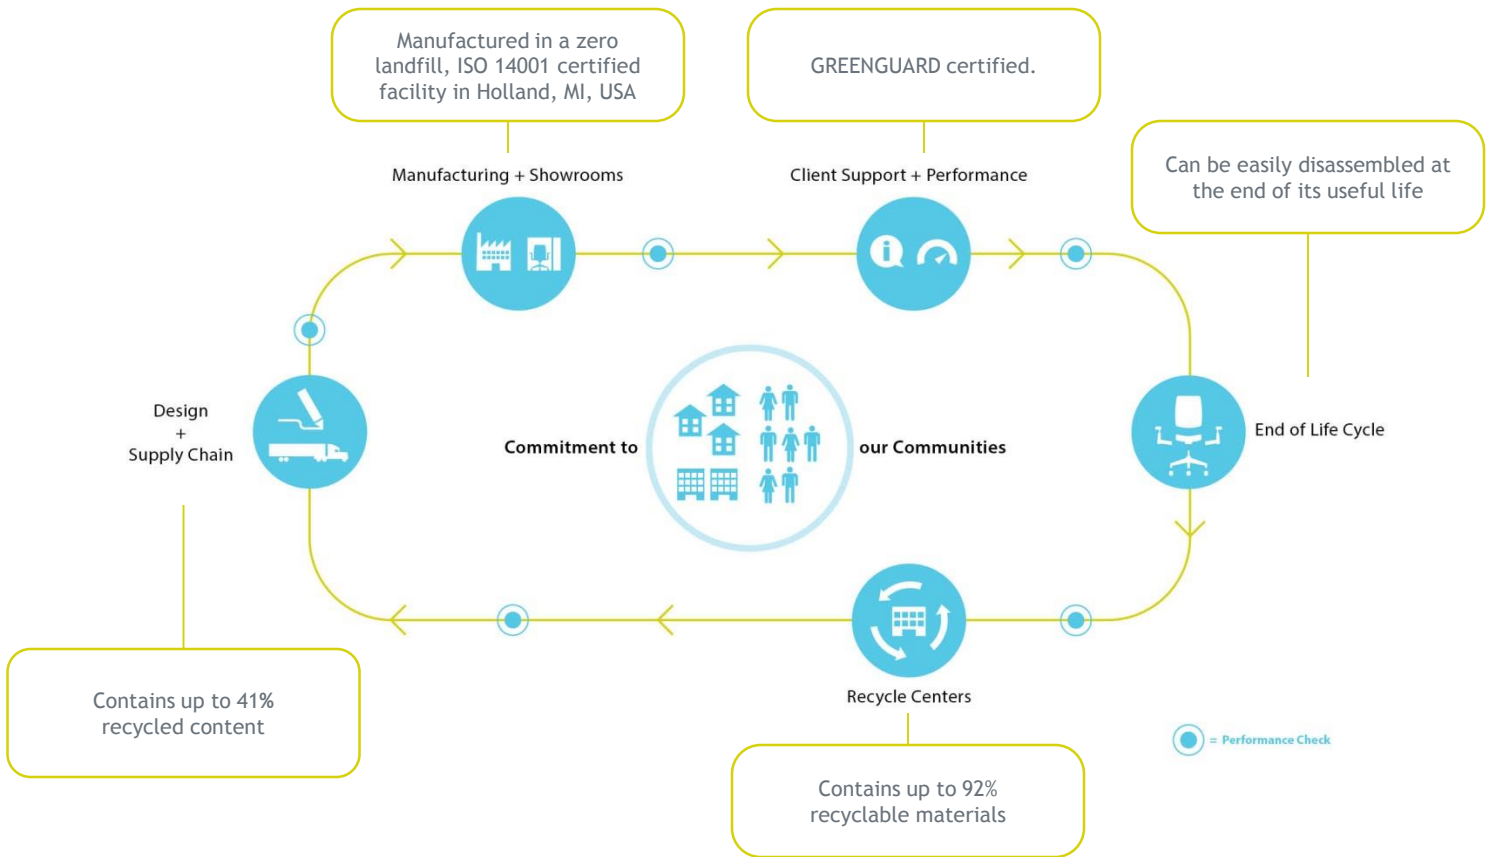 Manufactured in a zero
landfill, ISO 14001 certified
facility in Holland, MI, USA
GREENGUARD certified.
Can be easily disassembled at
the end of its useful life
Manufacturing + Showrooms
Client Support + Performance
Design
+
Supply Chain
Commitment to
our Communities
End of Life Cycle
Recycle Centers
Contains up to 41%
recycled content
= Performance Check
Contains up to 92%
recyclable materials